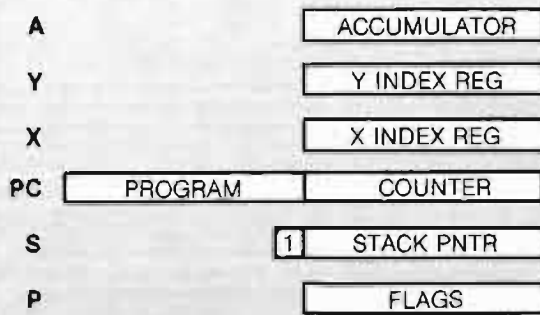 A ACCUMULATOR
Y Y INDEX REG
X X INDEX REG
PC PROGRAM COUNTER
S 1 STACK PNTR
P FLAGS